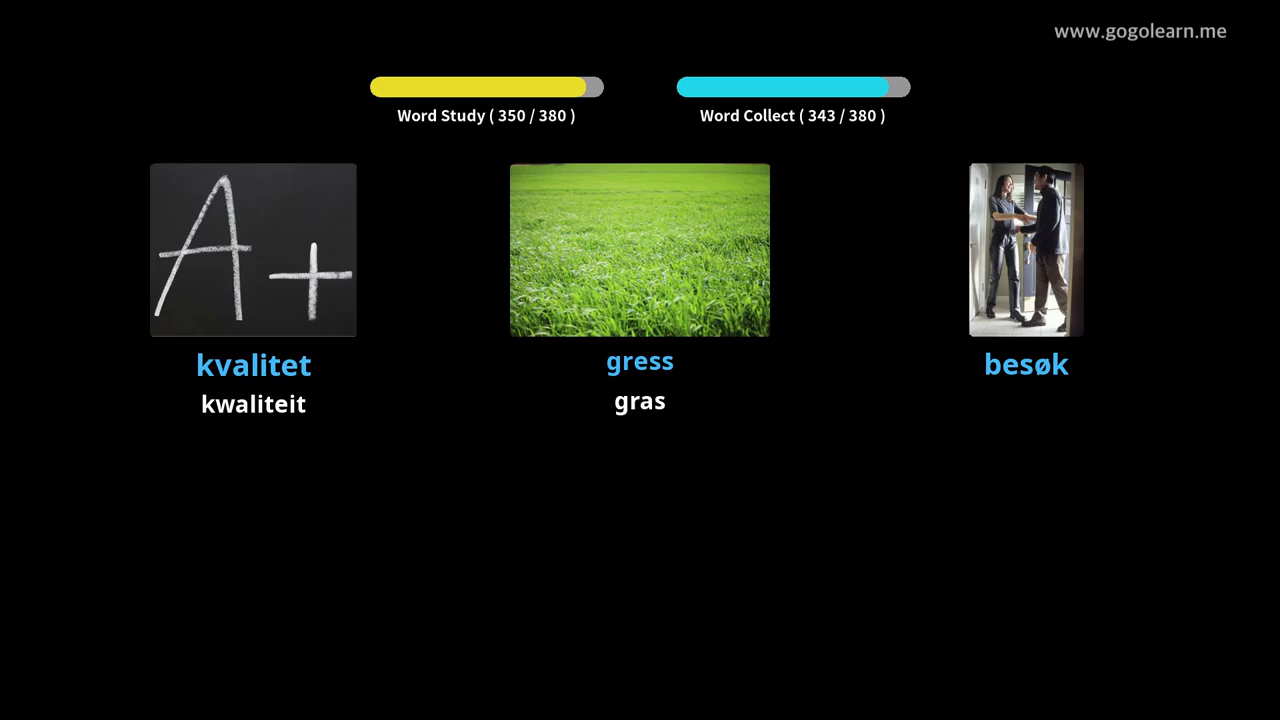 www.gogolearn.me
Word Study ( 350 / 380 )
Word Collect ( 343 / 380 )
A+
kvalitet
gress
besøk
kwaliteit
gras